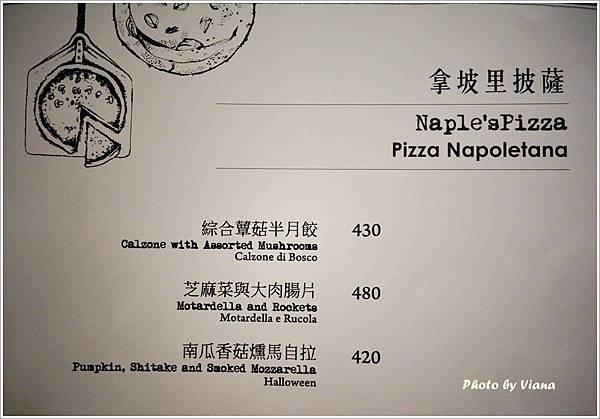 拿坡里披薩
Naple'sPizza
Pizza Napoletana
綜合蕈菇半月餃 430
Calzone with Assorted Mushrooms
Calzone di Bosco
芝麻菜與大肉腸片 480
Motardella and Rockets
Motardella e Rucola
南瓜香菇燻馬自拉 420
Pumpkin, Shitake and Smoked Mozzarella
Halloween
Photo by Viana